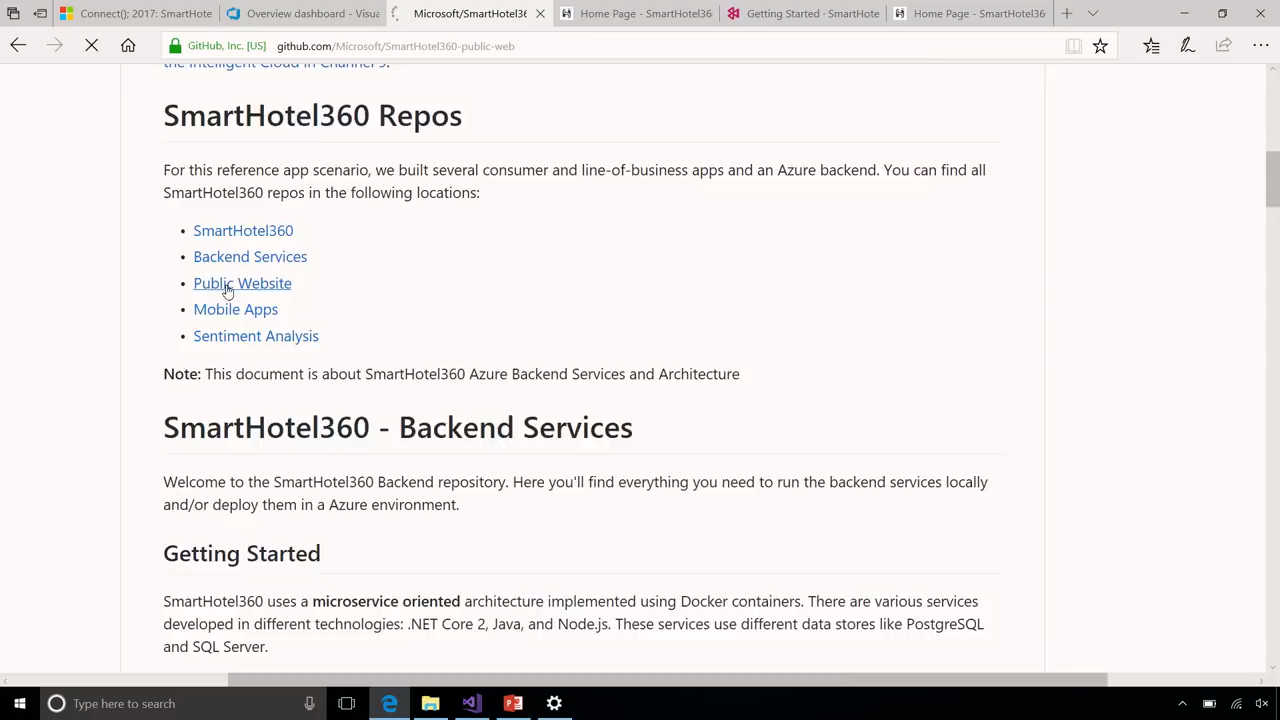 Connect(); 2017: SmartHote
Overview dashboard - Visua
Microsoft/SmartHotel36
Home Page - SmartHotel36
Getting Started - SmartHote
Home Page - SmartHotel36
GitHub, Inc. [US]
github.com/Microsoft/SmartHotel360-public-web
the Intelligent Cloud in Channel 9.
SmartHotel360 Repos
For this reference app scenario, we built several consumer and line-of-business apps and an Azure backend. You can find all
SmartHotel360 repos in the following locations:
• SmartHotel360
• Backend Services
• Public Website
• Mobile Apps
• Sentiment Analysis
Note: This document is about SmartHotel360 Azure Backend Services and Architecture
SmartHotel360 - Backend Services
Welcome to the SmartHotel360 Backend repository. Here you'll find everything you need to run the backend services locally
and/or deploy them in a Azure environment.
Getting Started
SmartHotel360 uses a microservice oriented architecture implemented using Docker containers. There are various services
developed in different technologies: .NET Core 2, Java, and Node.js. These services use different data stores like PostgreSQL
and SQL Server.
Type here to search